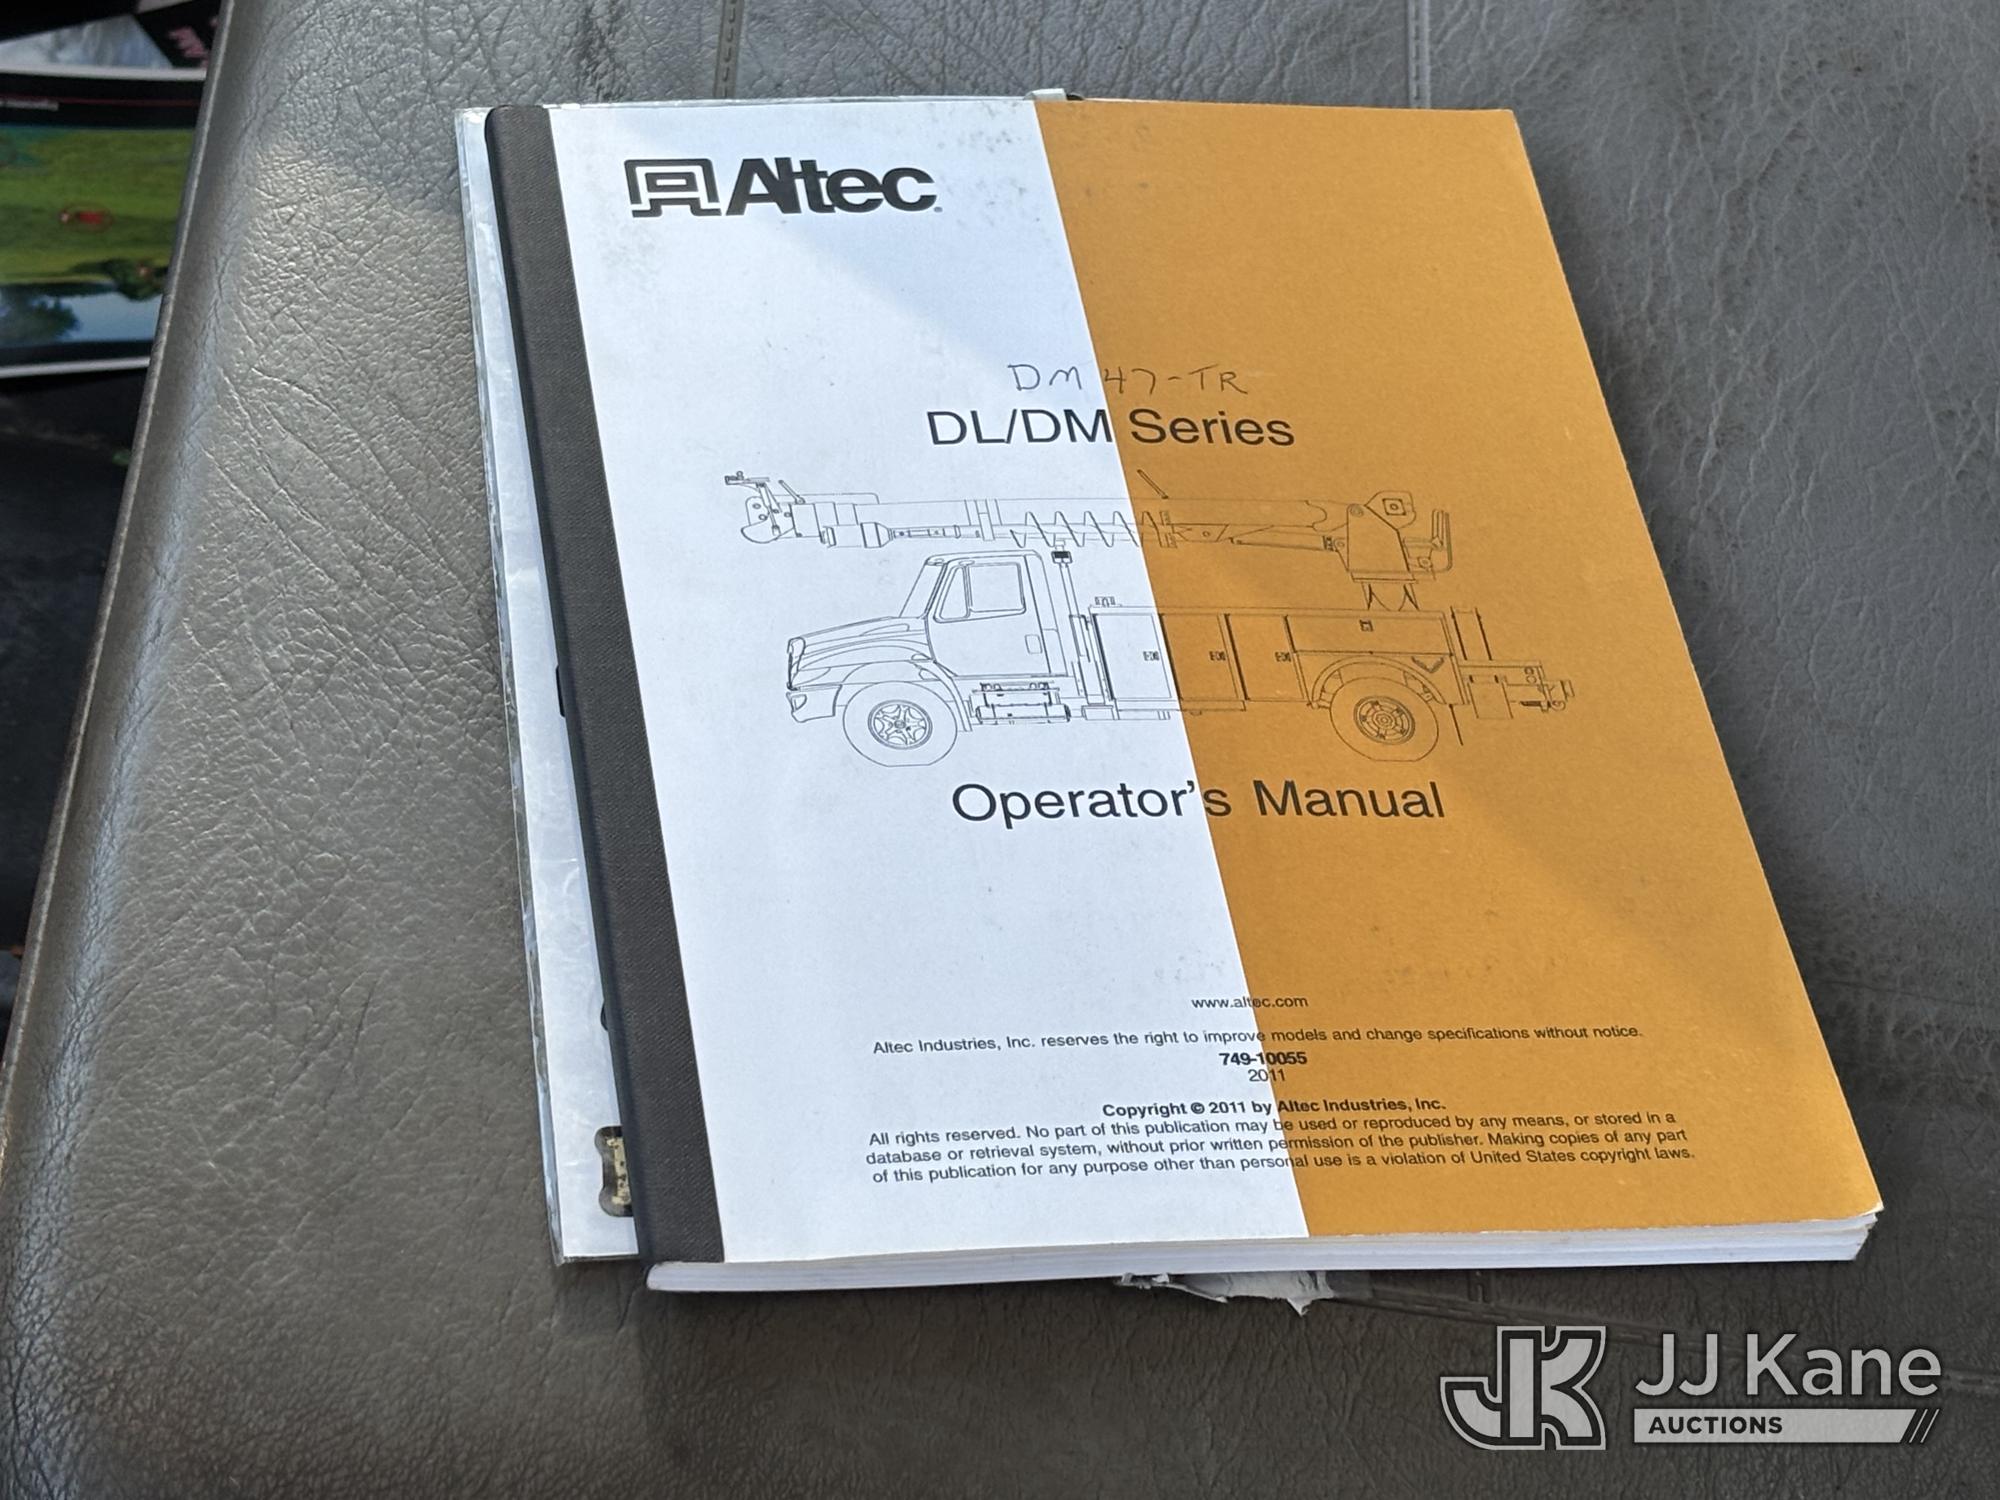 Altec
DM 47-TR
DL/DM Series
Operator's Manual
www.altec.com
Altec Industries, Inc. reserves the right to improve models and change specifications without notice.
749-10055
2011
Copyright © 2011 by Altec Industries, Inc.
All rights reserved. No part of this publication may be used or reproduced by any means, or stored in a
database or retrieval system, without prior written permission of the publisher. Making copies of any part
of this publication for any purpose other than personal use is a violation of United States copyright laws.
JK JJ Kane
AUCTIONS